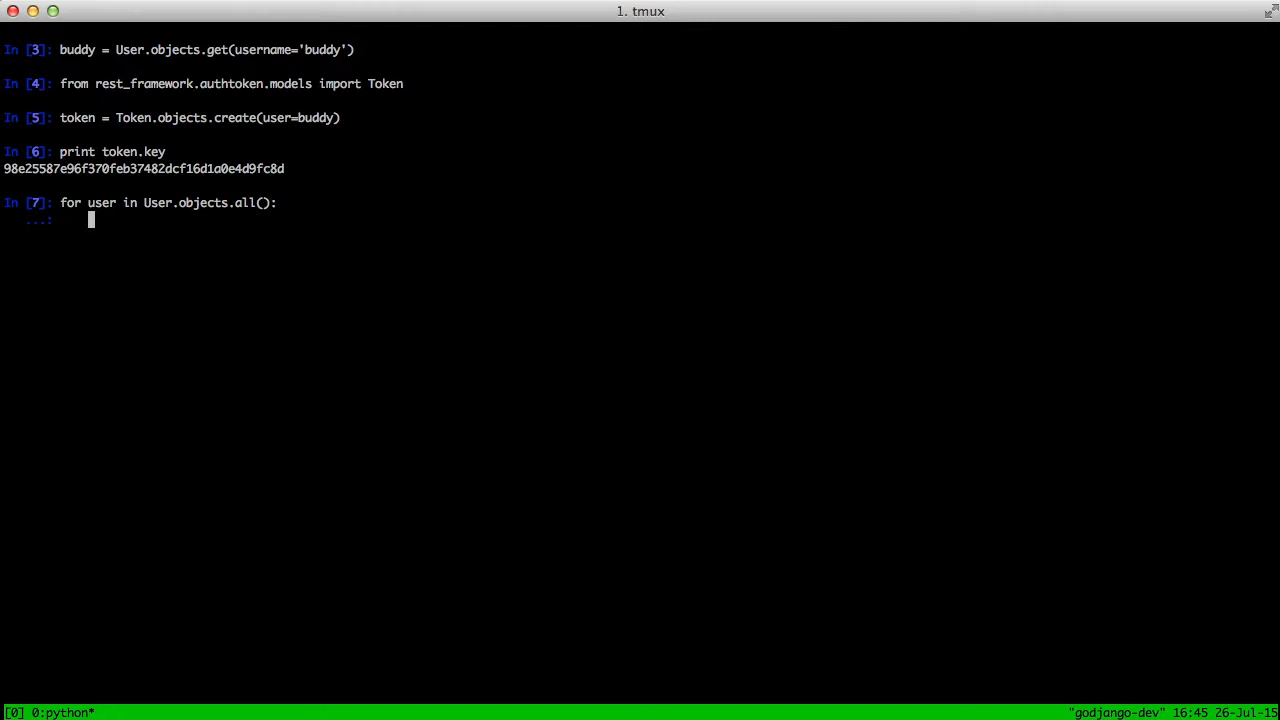 1. tmux
In [3]: buddy = User.objects.get(username='buddy')
In [4]: from rest_framework.authtoken.models import Token
In [5]: token = Token.objects.create(user=buddy)
In [6]: print token.key
98e25587e96f370feb37482dcf16d1a0e4d9fc8d
In [7]: for user in User.objects.all():
...:
[0] 0:python* "godjango-dev" 16:45 26-Jul-15